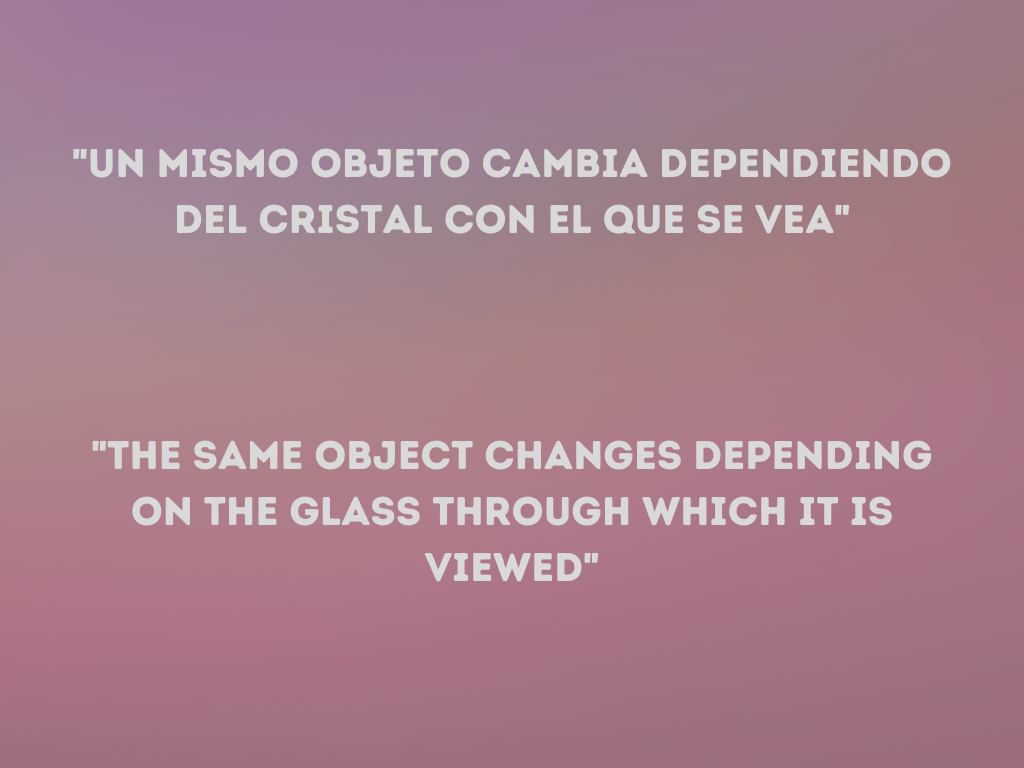 "UN MISMO OBJETO CAMBIA DEPENDIENDO
DEL CRISTAL CON EL QUE SE VEA"
"THE SAME OBJECT CHANGES DEPENDING
ON THE GLASS THROUGH WHICH IT IS
VIEWED"